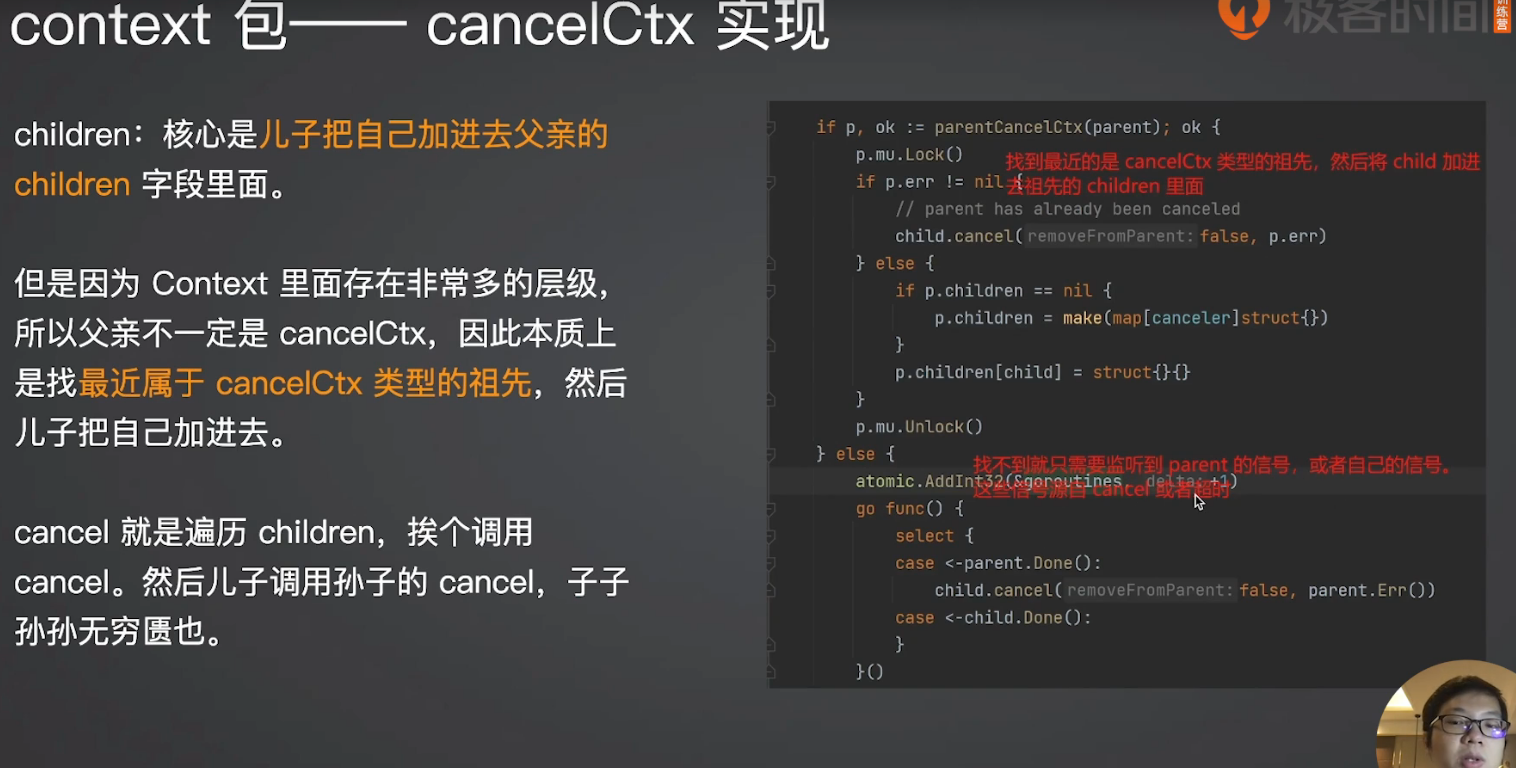 context 包—— cancelCtx 实现
极客时间
训练营
children：核心是儿子把自己加进去父亲的
children 字段里面。
但是因为 Context 里面存在非常多的层级，
所以父亲不一定是 cancelCtx，因此本质上
是找最近属于 cancelCtx 类型的祖先，然后
儿子把自己加进去。
cancel 就是遍历 children，挨个调用
cancel。然后儿子调用孙子的 cancel，子子
孙孙无穷匮也。
if p, ok := parentCancelCtx(parent); ok {
p.mu.Lock()
找到最近的是 cancelCtx 类型的祖先，然后将 child 加进
去祖先的 children 里面
if p.err != nil {
// parent has already been canceled
child.cancel( removeFromParent: false, p.err)
} else {
if p.children == nil {
p.children = make(map[canceler]struct{})
}
p.children[child] = struct{}{}
}
p.mu.Unlock()
} else {
找不到就只需要监听到 parent 的信号，或者自己的信号。
这些信号源自 cancel 或者超时
atomic.AddInt32(&goroutines, delta: +1)
go func() {
select {
case <-parent.Done():
child.cancel( removeFromParent: false, parent.Err())
case <-child.Done():
}
}()